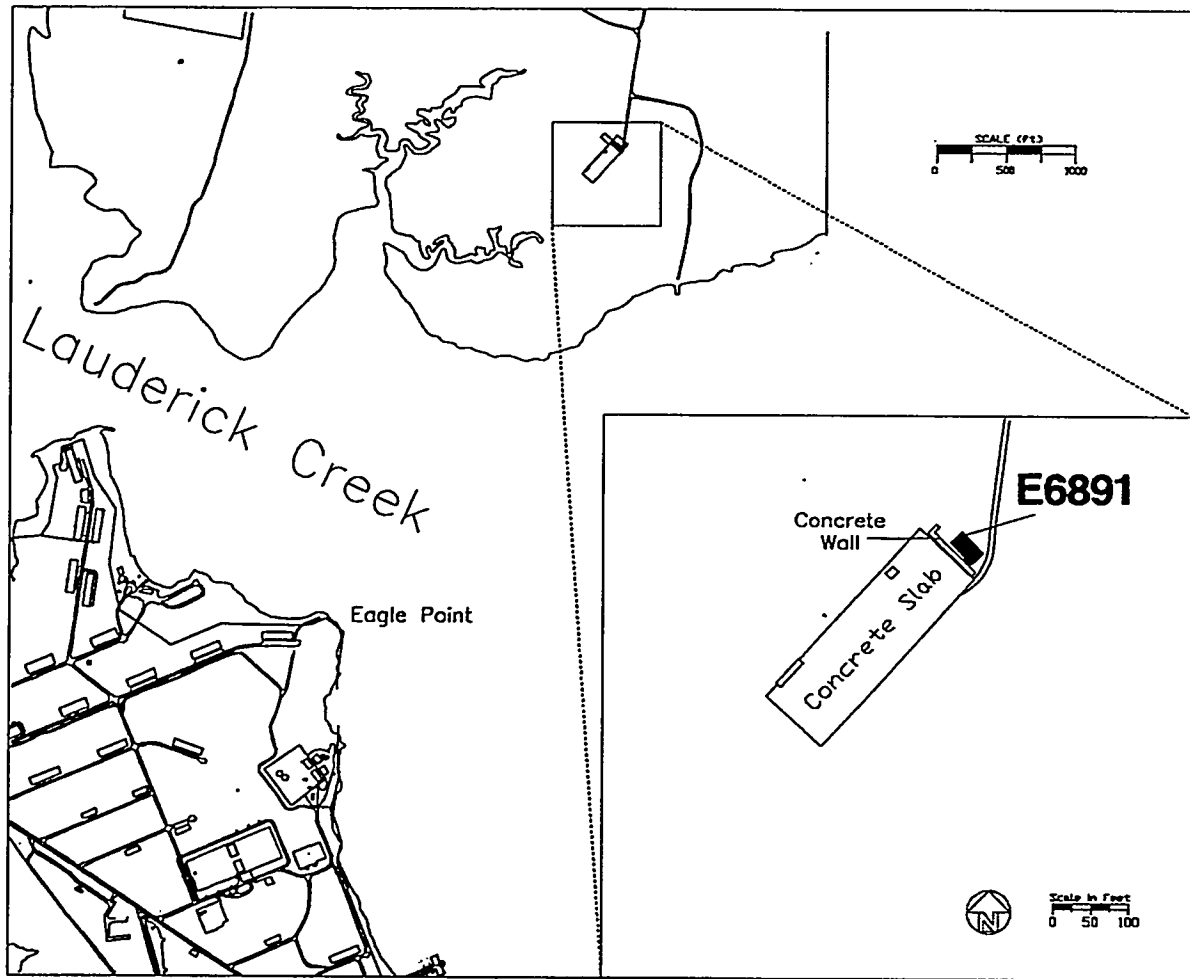 SCALE (Ft)
0 500 1000
Lauderick Creek
E6891
Concrete
Wall
Concrete Slab
Eagle Point
8
N
Scale in Feet
0 50 100